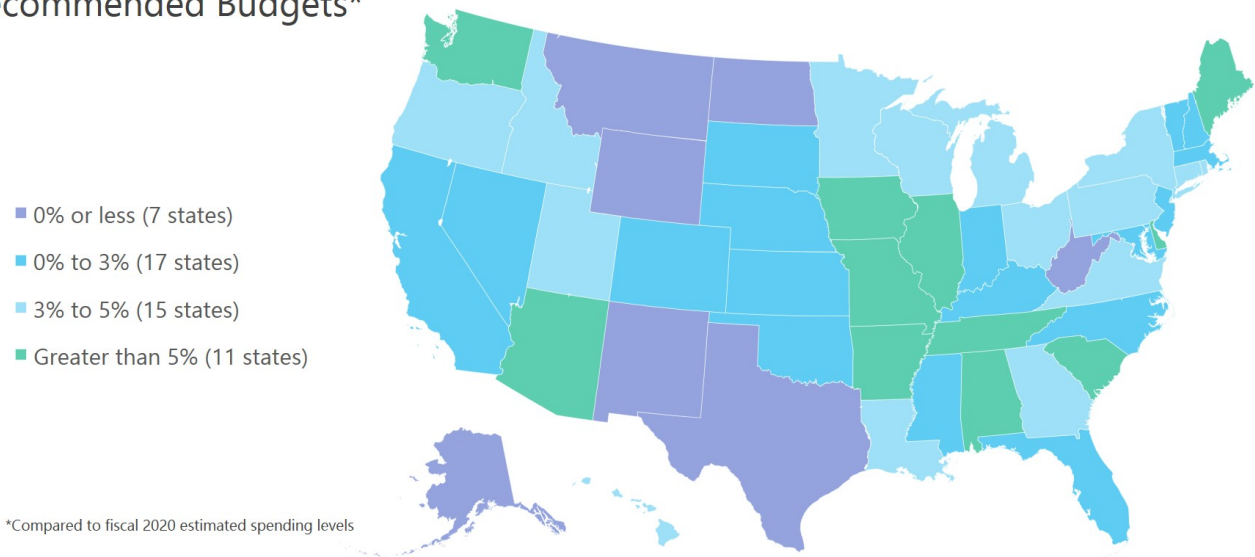 ecommended Budgets*
0% or less (7 states)
0% to 3% (17 states)
3% to 5% (15 states)
Greater than 5% (11 states)
*Compared to fiscal 2020 estimated spending levels